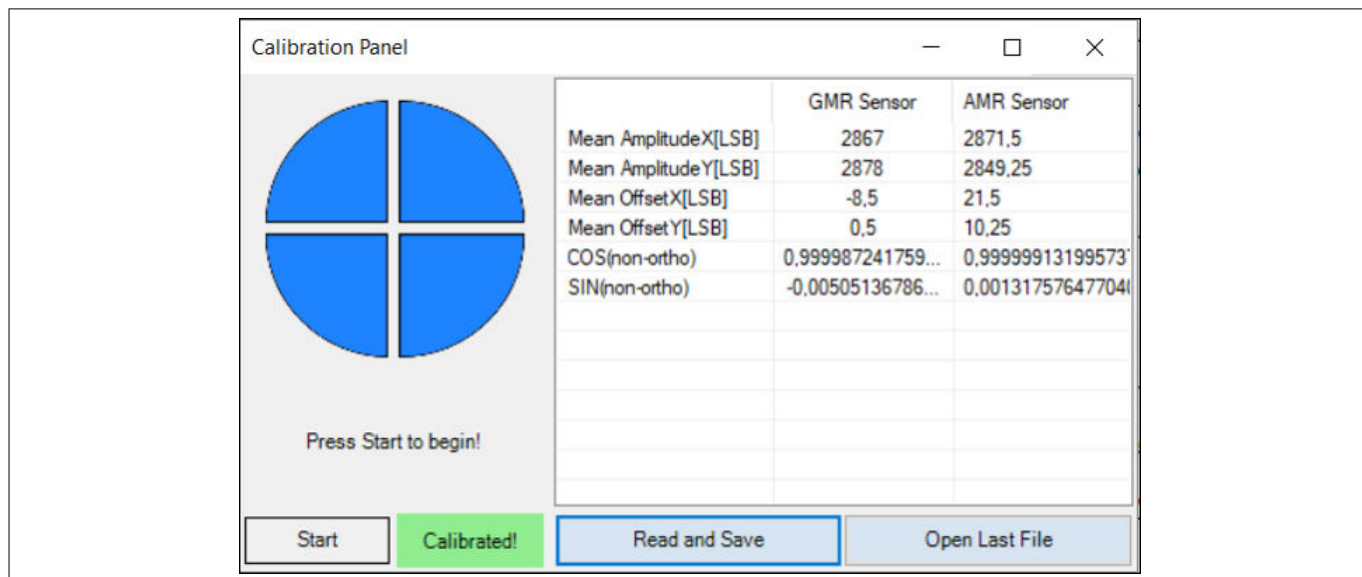 Calibration Panel
GMR Sensor AMR Sensor
Mean AmplitudeX[LSB] 2867 2871,5
Mean AmplitudeY[LSB] 2878 2849,25
Mean OffsetX[LSB] -8,5 21,5
Mean OffsetY[LSB] 0,5 10,25
COS(non-ortho) 0,999987241759... 0,99999913199573
SIN(non-ortho) -0,00505136786... 0,001317576477040
Press Start to begin!
Start Calibrated! Read and Save Open Last File